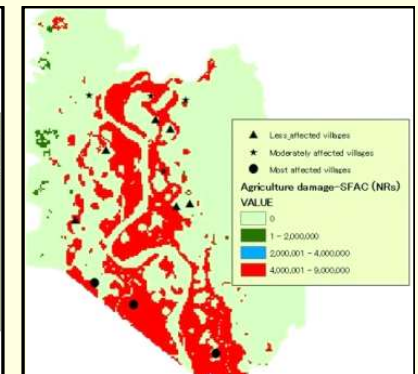 Less affected villages
Moderately affected villages
Most affected villages
Agriculture damage-SFAC (NRs)
VALUE
0
1 - 2,000,000
2,000,001 - 4,000,000
4,000,001 - 9,000,000